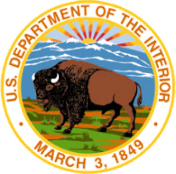 U.S. DEPARTMENT OF THE INTERIOR
MARCH 3, 1849